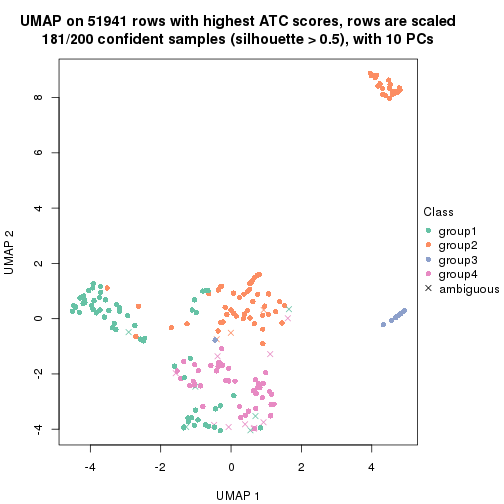 UMAP on 51941 rows with highest ATC scores, rows are scaled
181/200 confident samples (silhouette > 0.5), with 10 PCs
8
6
4
2
0
-2
-4
UMAP 2
-4
-2
0
2
4
UMAP 1
Class
group1
group2
group3
group4
ambiguous